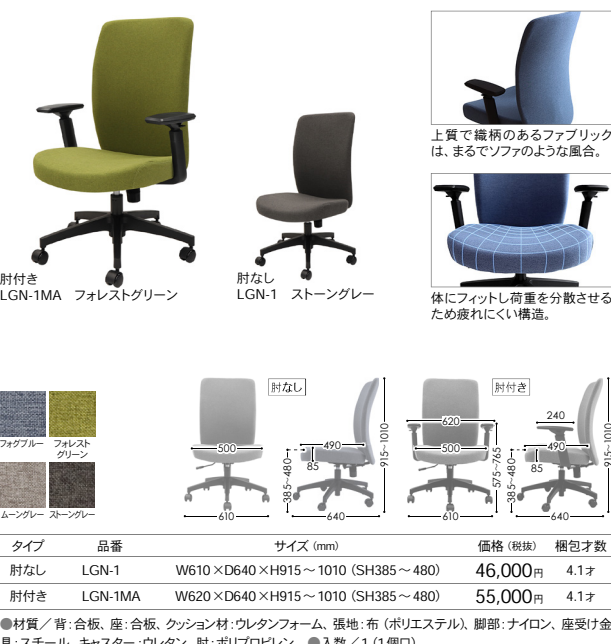 上質で織柄のあるファブリック
は、まるでソファのような風合。
肘付き
LGN-1MA フォレストグリーン
肘なし
LGN-1 ストーングレー
体にフィットし荷重を分散させる
ため疲れにくい構造。
フォグブルー
フォレスト
グリーン
ムーングレー
ストーングレー
肘なし
500
490
85
385~480
915~1010
610
640
肘付き
620
500
575~765
240
490
85
385~480
915~1010
610
640
タイプ 品番 サイズ(mm) 価格(税抜) 梱包才数
肘なし LGN-1 W610×D640×H915~1010(SH385~480) 46,000円 4.1才
肘付き LGN-1MA W620×D640×H915~1010(SH385~480) 55,000円 4.1才
●材質/背:合板、座:合板、クッション材:ウレタンフォーム、張地:布(ポリエステル)、脚部:ナイロン、座受け金
具:スチール、キャスター:ウレタン、肘:ポリプロピレン ●入数/1(1個口)